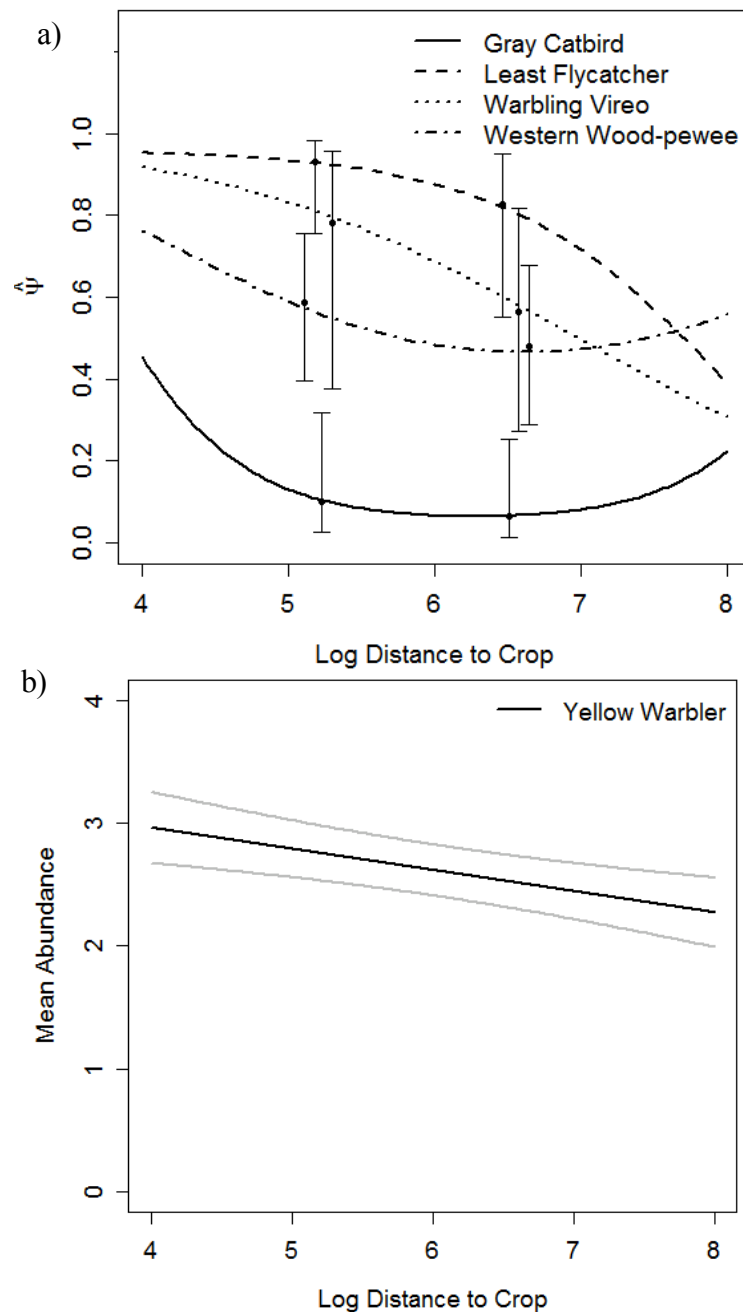 a)
Gray Catbird
Least Flycatcher
Warbling Vireo
Western Wood-pewee
1.0
0.8
0.6
0.4
0.2
0.0
Ψ̂
4 5 6 7 8
Log Distance to Crop
b)
Yellow Warbler
4
3
2
1
0
Mean Abundance
4 5 6 7 8
Log Distance to Crop